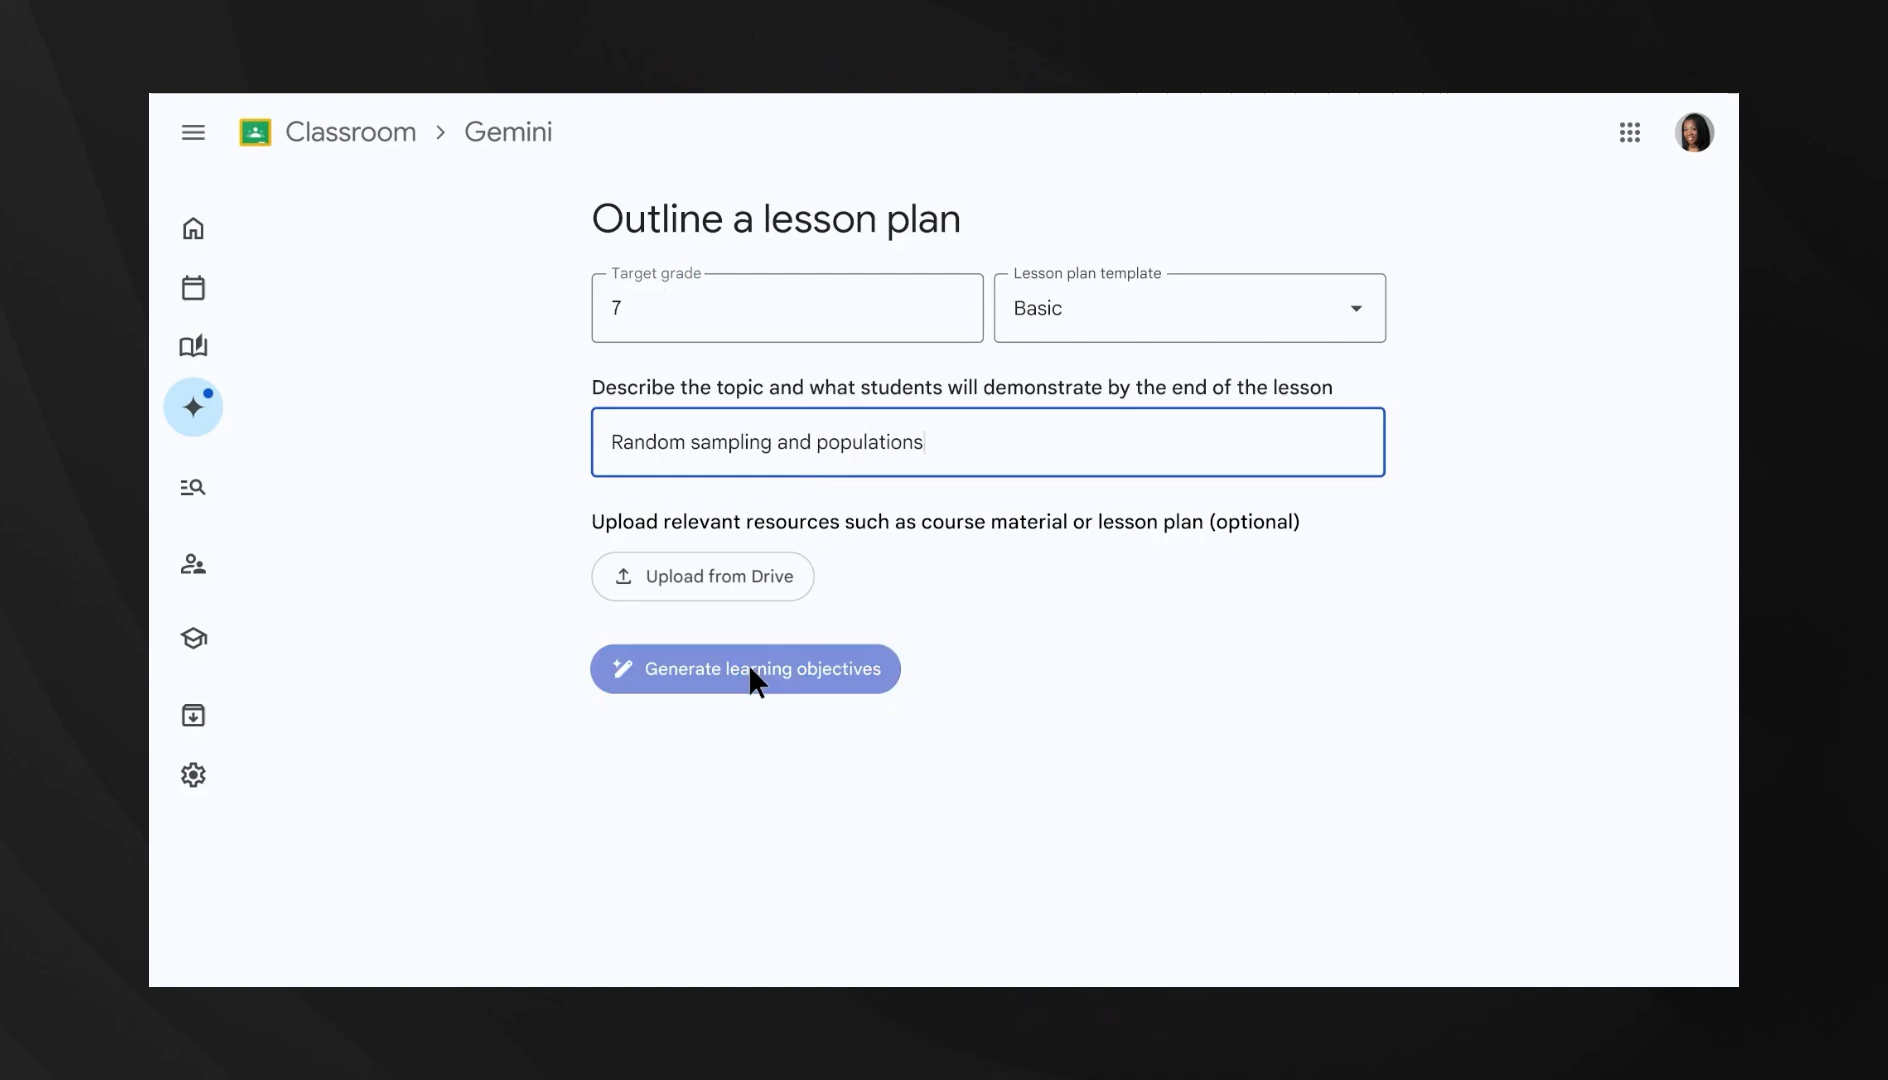 Classroom > Gemini
Outline a lesson plan
Target grade
7
Lesson plan template
Basic
Describe the topic and what students will demonstrate by the end of the lesson
Random sampling and populations
Upload relevant resources such as course material or lesson plan (optional)
Upload from Drive
Generate learning objectives